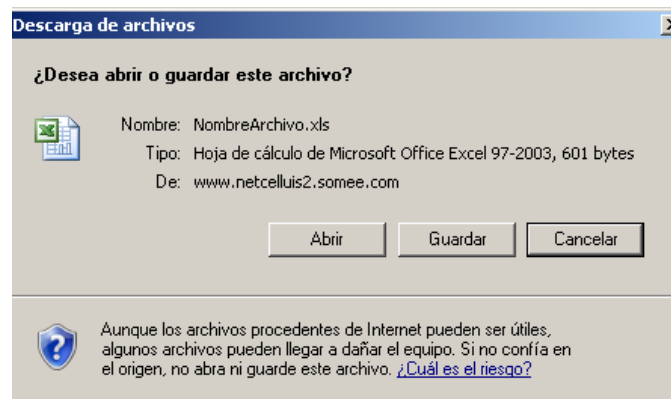 Descarga de archivos
¿Desea abrir o guardar este archivo?
Nombre: NombreArchivo.xls
Tipo: Hoja de cálculo de Microsoft Office Excel 97-2003, 601 bytes
De: www.netcelluis2.somee.com
Abrir Guardar Cancelar
Aunque los archivos procedentes de Internet pueden ser útiles,
algunos archivos pueden llegar a dañar el equipo. Si no confía en
el origen, no abra ni guarde este archivo. ¿Cuál es el riesgo?